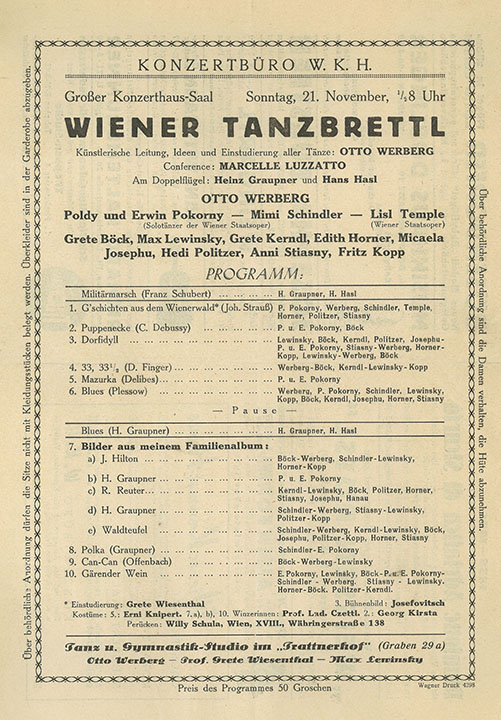 KONZERTBÜRO W. K. H.
Großer Konzerthaus-Saal Sonntag, 21. November, ½8 Uhr
WIENER TANZBRETTL
Künstlerische Leitung, Ideen und Einstudierung aller Tänze: OTTO WERBERG
Conference: MARCELLE LUZZATTO
Am Doppelflügel: Heinz Graupner und Hans Hasl
OTTO WERBERG
Poldy und Erwin Pokorny — Mimi Schindler — Lisl Temple
(Solotänzer der Wiener Staatsoper) (Wiener Staatsoper)
Grete Böck, Max Lewinsky, Grete Kerndl, Edith Horner, Micaela
Josephu, Hedi Politzer, Anni Stiasny, Fritz Kopp
PROGRAMM:
Militärmarsch (Franz Schubert) ... ... ... ... H. Graupner, H. Hasl
1. G'schichten aus dem Wienerwald* (Joh. Strauß) P. Pokorny, Werberg, Schindler, Temple,
Horner, Politzer, Stiasny
2. Puppenecke (C. Debussy) ... ... ... ... P. u. E. Pokorny, Böck
3. Dorfidyll ... ... ... ... ... ... ... Lewinsky, Böck, Kerndl, Politzer, Josephu-
P. u. E. Pokorny, Stiasny-Werberg, Horner-
Kopp, Lewinsky-Werberg, Böck
4. 33, 33⅓ (D. Finger) ... ... ... ... Werberg-Böck, Kerndl-Lewinsky-Kopp
5. Mazurka (Delibes) ... ... ... ... ... P. u. E. Pokorny
6. Blues (Plessow) ... ... ... ... ... Werberg, P. Pokorny, Schindler, Lewinsky,
Kopp, Böck, Kerndl, Josephu, Horner, Stiasny
— Pause —
Blues (H. Graupner) ... ... ... ... ... H. Graupner, H. Hasl
7. Bilder aus meinem Familienalbum:
a) J. Hilton ... ... ... ... ... ... Böck-Werberg, Schindler-Lewinsky,
Horner-Kopp
b) H. Graupner ... ... ... ... ... P. u. E. Pokorny
c) R. Reuter ... ... ... ... ... ... Kerndl-Lewinsky, Böck, Politzer, Horner,
Stiasny, Josephu, Hanau
d) H. Graupner ... ... ... ... ... Schindler-Werberg, Stiasny-Lewinsky,
Politzer-Kopp
e) Waldteufel ... ... ... ... ... Schindler-Werberg, Kerndl-Lewinsky, Böck,
Josephu, Politzer-Kopp, Horner, Stiasny
8. Polka (Graupner) ... ... ... ... ... Schindler-E. Pokorny
9. Can-Can (Offenbach) ... ... ... ... Böck-Werberg-Lewinsky
10. Gärender Wein ... ... ... ... ... E. Pokorny, Lewinsky, Böck-P. u. E. Pokorny-
Schindler - Werberg. Stiasny - Lewinsky.
Horner-Böck. Politzer-Kerndl.
* Einstudierung: Grete Wiesenthal 3. Bühnenbild: Josefovitsch
Kostüme: 5.: Erni Knipert. 7. a), b), 10. Winzerinnen: Prof. Lad. Czettl. 2.: Georg Kirsta
Perücken: Willy Schula, Wien, XVIII., Währingerstraße 138
Tanz u. Gymnastik-Studio im „Trattnerhof" (Graben 29 a)
Otto Werberg — Prof. Grete Wiesenthal — Max Lewinsky
Preis des Programmes 50 Groschen
Wagner Druck 4298
Über behördliche Anordnung dürfen die Sitze nicht mit Kleidungsstücken belegt werden. Überkleider sind in der Garderobe abzugeben.
Über behördliche Anordnung sind die Damen verhalten, die Hüte abzunehmen.